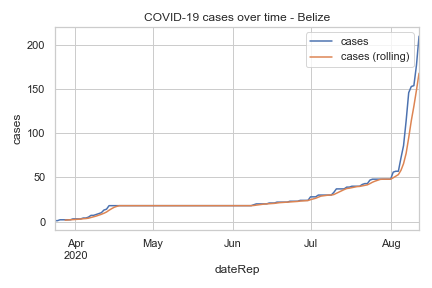 COVID-19 cases over time - Belize
cases
cases (rolling)
200
150
100
50
0
cases
Apr
2020
May
Jun
Jul
Aug
dateRep